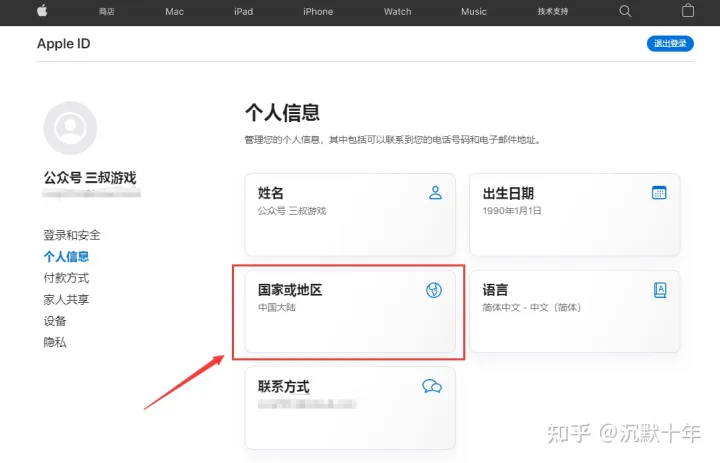 商店 Mac iPad iPhone Watch Music 技术支持
Apple ID
退出登录
公众号 三叔游戏
登录和安全
个人信息
付款方式
家人共享
设备
隐私
个人信息
管理您的个人信息，其中包括可以联系到您的电话号码和电子邮件地址。
姓名
公众号 三叔游戏
出生日期
1990年1月1日
国家或地区
中国大陆
语言
简体中文 - 中文（简体）
联系方式
知乎 @沉默十年